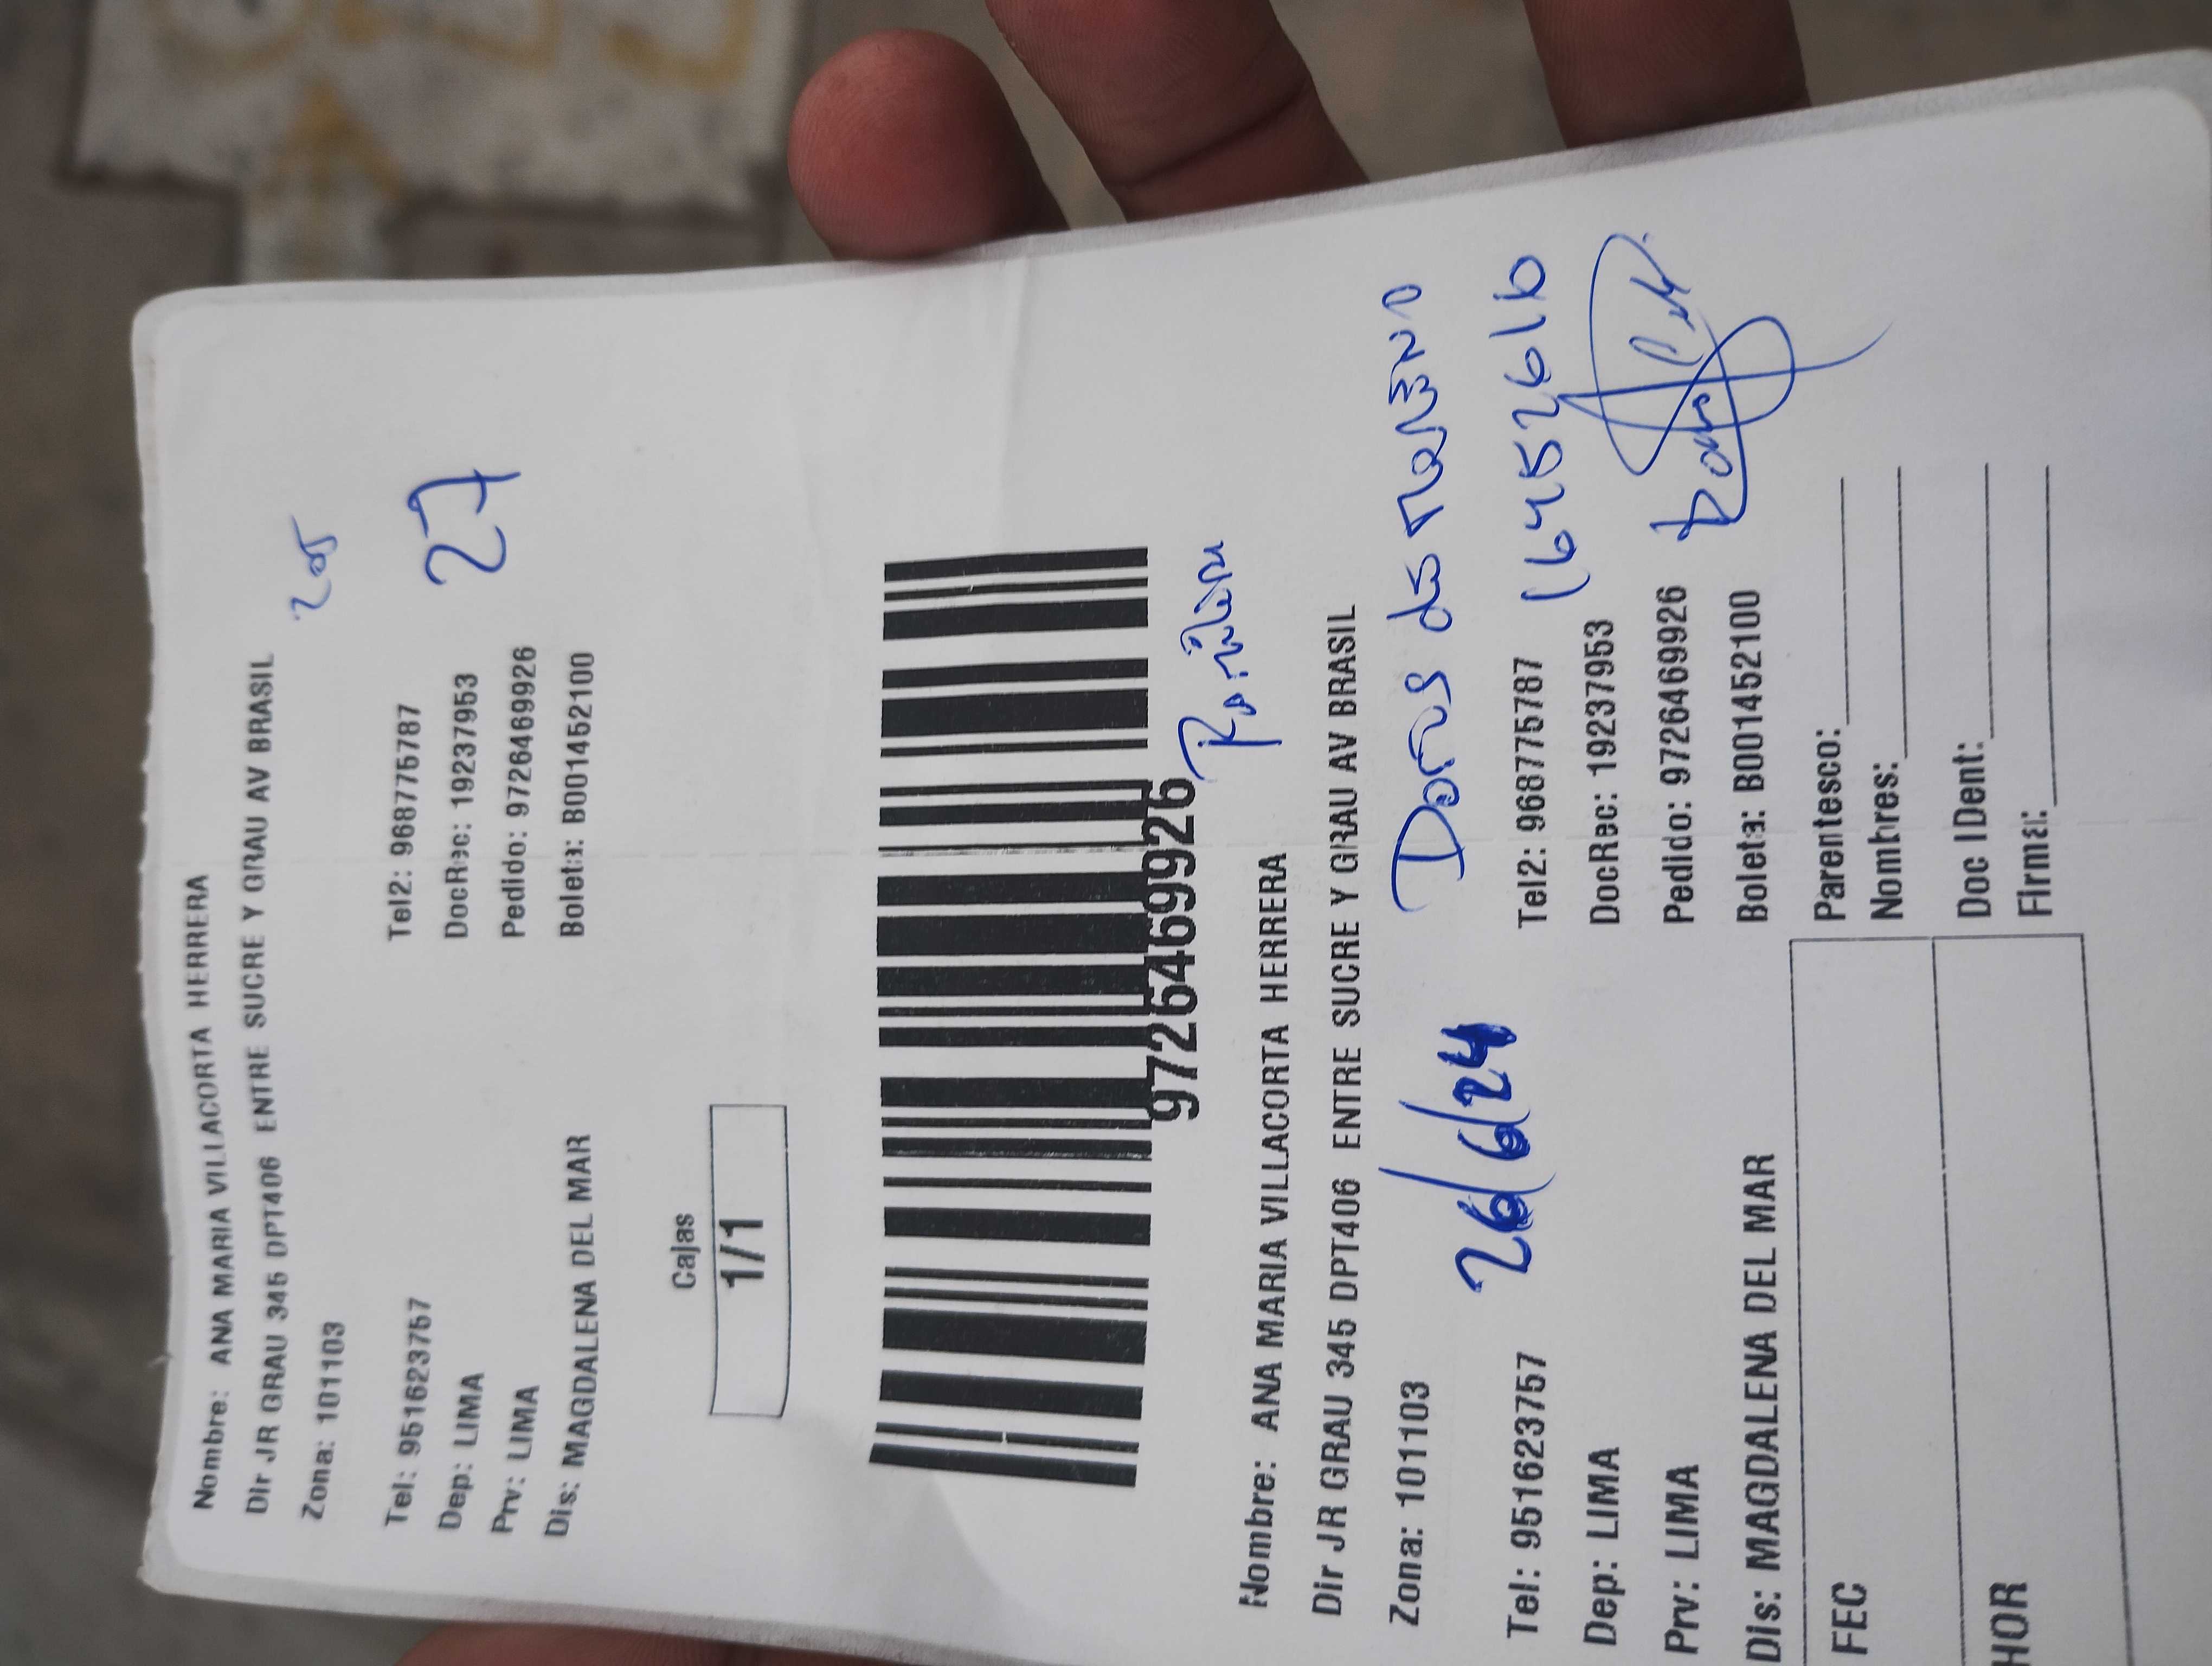 Nombre: ANA MARIA VILLACORTA HERRERA
Dir JR GRAU 345 DPT406 ENTRE SUCRE Y GRAU AV BRASIL
Zona: 101103
205
Tel: 951623757 Tel2: 968775787
27
Dep: LIMA DocRec: 19237953
Prv: LIMA Pedido: 9726469926
Dis: MAGDALENA DEL MAR Boleta: B001452100
Cajas
1/1
9726469926
Nombre: ANA MARIA VILLACORTA HERRERA
Dir JR GRAU 345 DPT406 ENTRE SUCRE Y GRAU AV BRASIL
Zona: 101103
26/6/24
Tel: 951623757 Tel2: 968775787
Dep: LIMA DocRec: 19237953
Prv: LIMA Pedido: 9726469926
Dis: MAGDALENA DEL MAR Boleta: B001452100
FEC
Parentesco:
Nombres:
HOR
Doc IDent:
Firma: